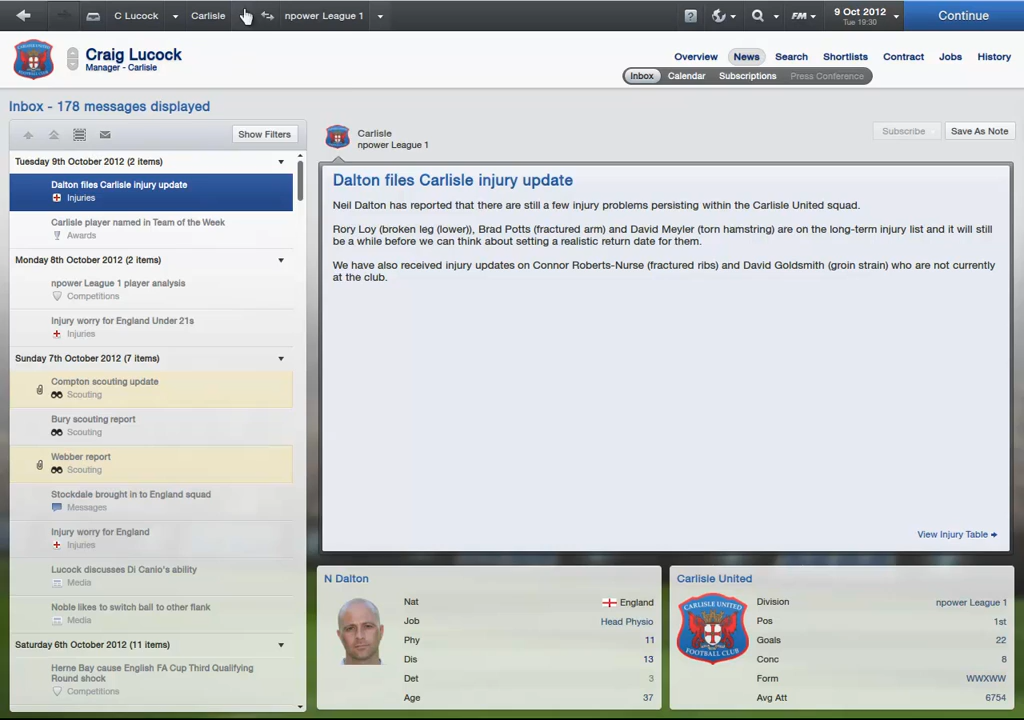 C Lucock
Carlisle
npower League 1
?
FM
9 Oct 2012
Tue 19:30
Continue
Craig Lucock
Manager - Carlisle
Overview News Search Shortlists Contract Jobs History
Inbox Calendar Subscriptions Press Conference
Inbox - 178 messages displayed
Show Filters
Tuesday 9th October 2012 (2 items)
Dalton files Carlisle injury update
Injuries
Carlisle player named in Team of the Week
Awards
Monday 8th October 2012 (2 items)
npower League 1 player analysis
Competitions
Injury worry for England Under 21s
Injuries
Sunday 7th October 2012 (7 items)
Compton scouting update
Scouting
Bury scouting report
Scouting
Webber report
Scouting
Stockdale brought in to England squad
Messages
Injury worry for England
Injuries
Lucock discusses Di Canio's ability
Media
Noble likes to switch ball to other flank
Media
Saturday 6th October 2012 (11 items)
Herne Bay cause English FA Cup Third Qualifying
Round shock
Competitions
Carlisle
npower League 1
Subscribe
Save As Note
Dalton files Carlisle injury update
Neil Dalton has reported that there are still a few injury problems persisting within the Carlisle United squad.
Rory Loy (broken leg (lower)), Brad Potts (fractured arm) and David Meyler (torn hamstring) are on the long-term injury list and it will still
be a while before we can think about setting a realistic return date for them.
We have also received injury updates on Connor Roberts-Nurse (fractured ribs) and David Goldsmith (groin strain) who are not currently
at the club.
View Injury Table
N Dalton
Nat England
Job Head Physio
Phy 11
Dis 13
Det 3
Age 37
Carlisle United
CARLISLE UNITED
FOOTBALL CLUB
Division npower League 1
Pos 1st
Goals 22
Conc 8
Form WWXWW
Avg Att 6754